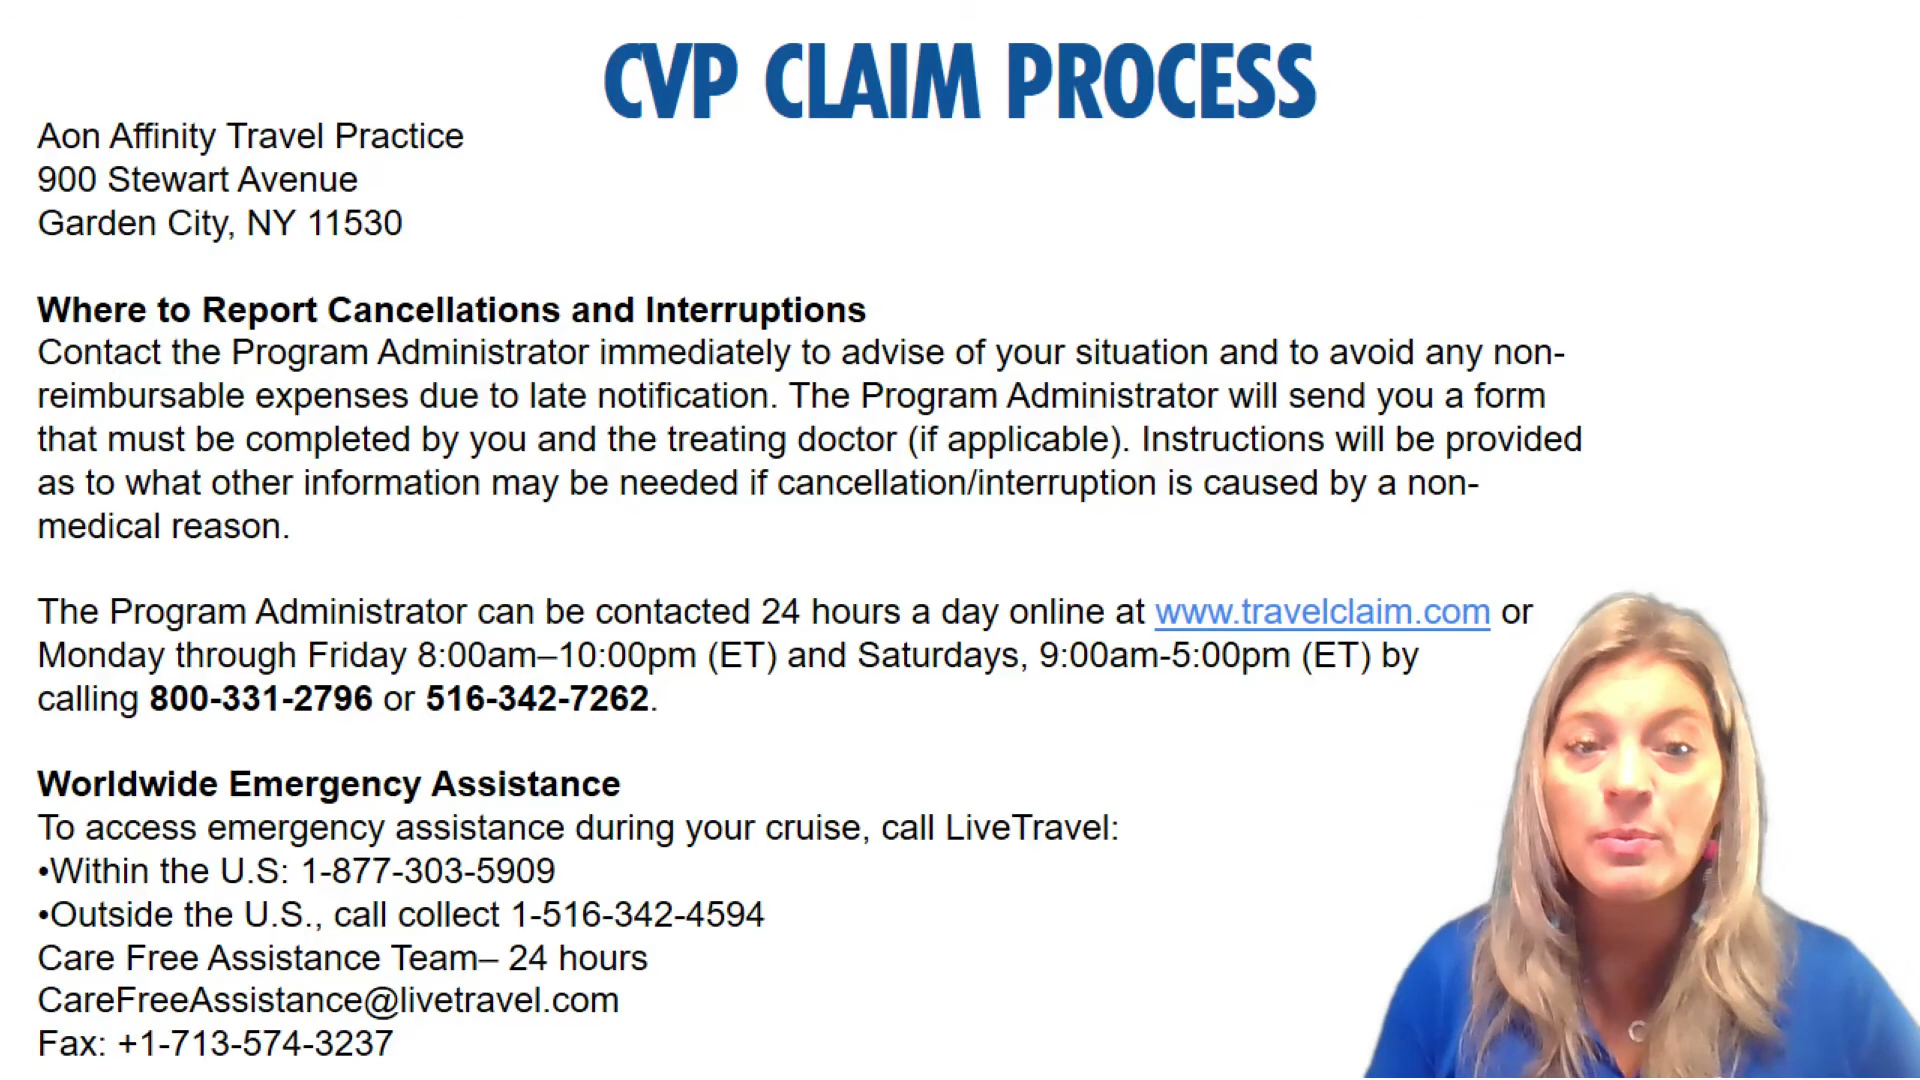 CVP CLAIM PROCESS
Aon Affinity Travel Practice
900 Stewart Avenue
Garden City, NY 11530
Where to Report Cancellations and Interruptions
Contact the Program Administrator immediately to advise of your situation and to avoid any non-
reimbursable expenses due to late notification. The Program Administrator will send you a form
that must be completed by you and the treating doctor (if applicable). Instructions will be provided
as to what other information may be needed if cancellation/interruption is caused by a non-
medical reason.
The Program Administrator can be contacted 24 hours a day online at www.travelclaim.com or
Monday through Friday 8:00am–10:00pm (ET) and Saturdays, 9:00am-5:00pm (ET) by
calling 800-331-2796 or 516-342-7262.
Worldwide Emergency Assistance
To access emergency assistance during your cruise, call LiveTravel:
•Within the U.S: 1-877-303-5909
•Outside the U.S., call collect 1-516-342-4594
Care Free Assistance Team– 24 hours
CareFreeAssistance@livetravel.com
Fax: +1-713-574-3237